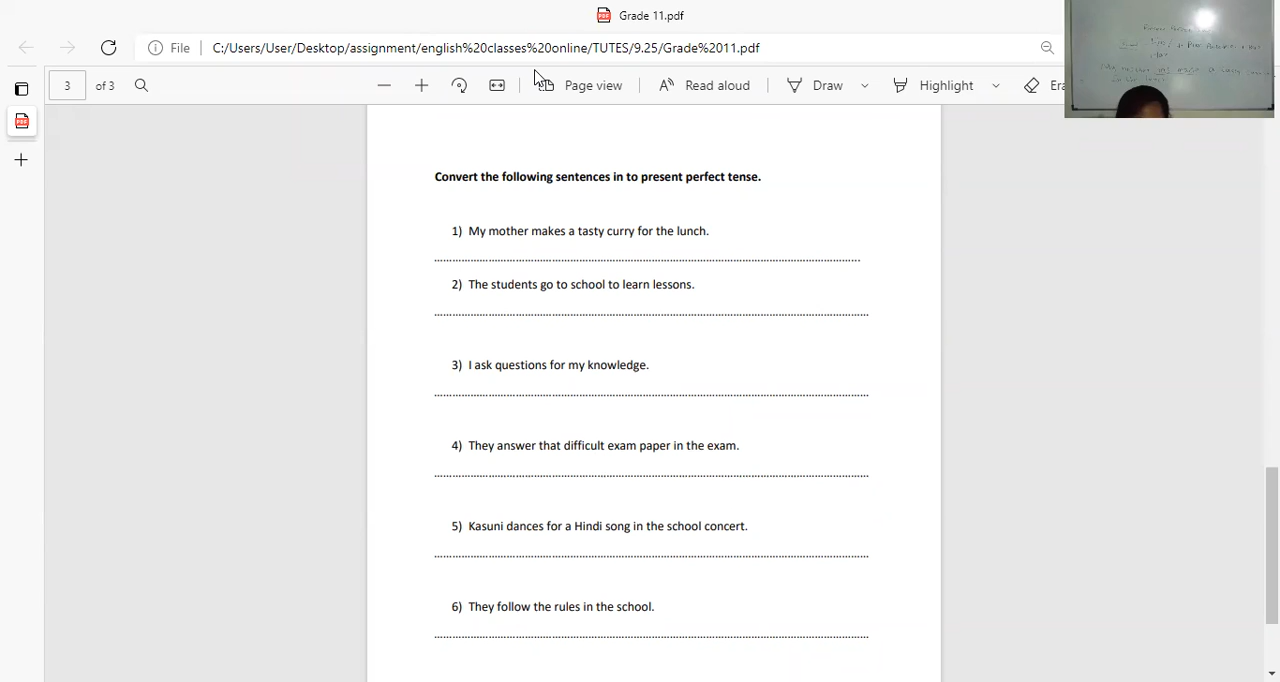 Grade 11.pdf
File
C:/Users/User/Desktop/assignment/english%20classes%20online/TUTES/9.25/Grade%2011.pdf
3 of 3
Page view
Read aloud
Draw
Highlight
Era
Convert the following sentences in to present perfect tense.
1) My mother makes a tasty curry for the lunch.
2) The students go to school to learn lessons.
3) I ask questions for my knowledge.
4) They answer that difficult exam paper in the exam.
5) Kasuni dances for a Hindi song in the school concert.
6) They follow the rules in the school.